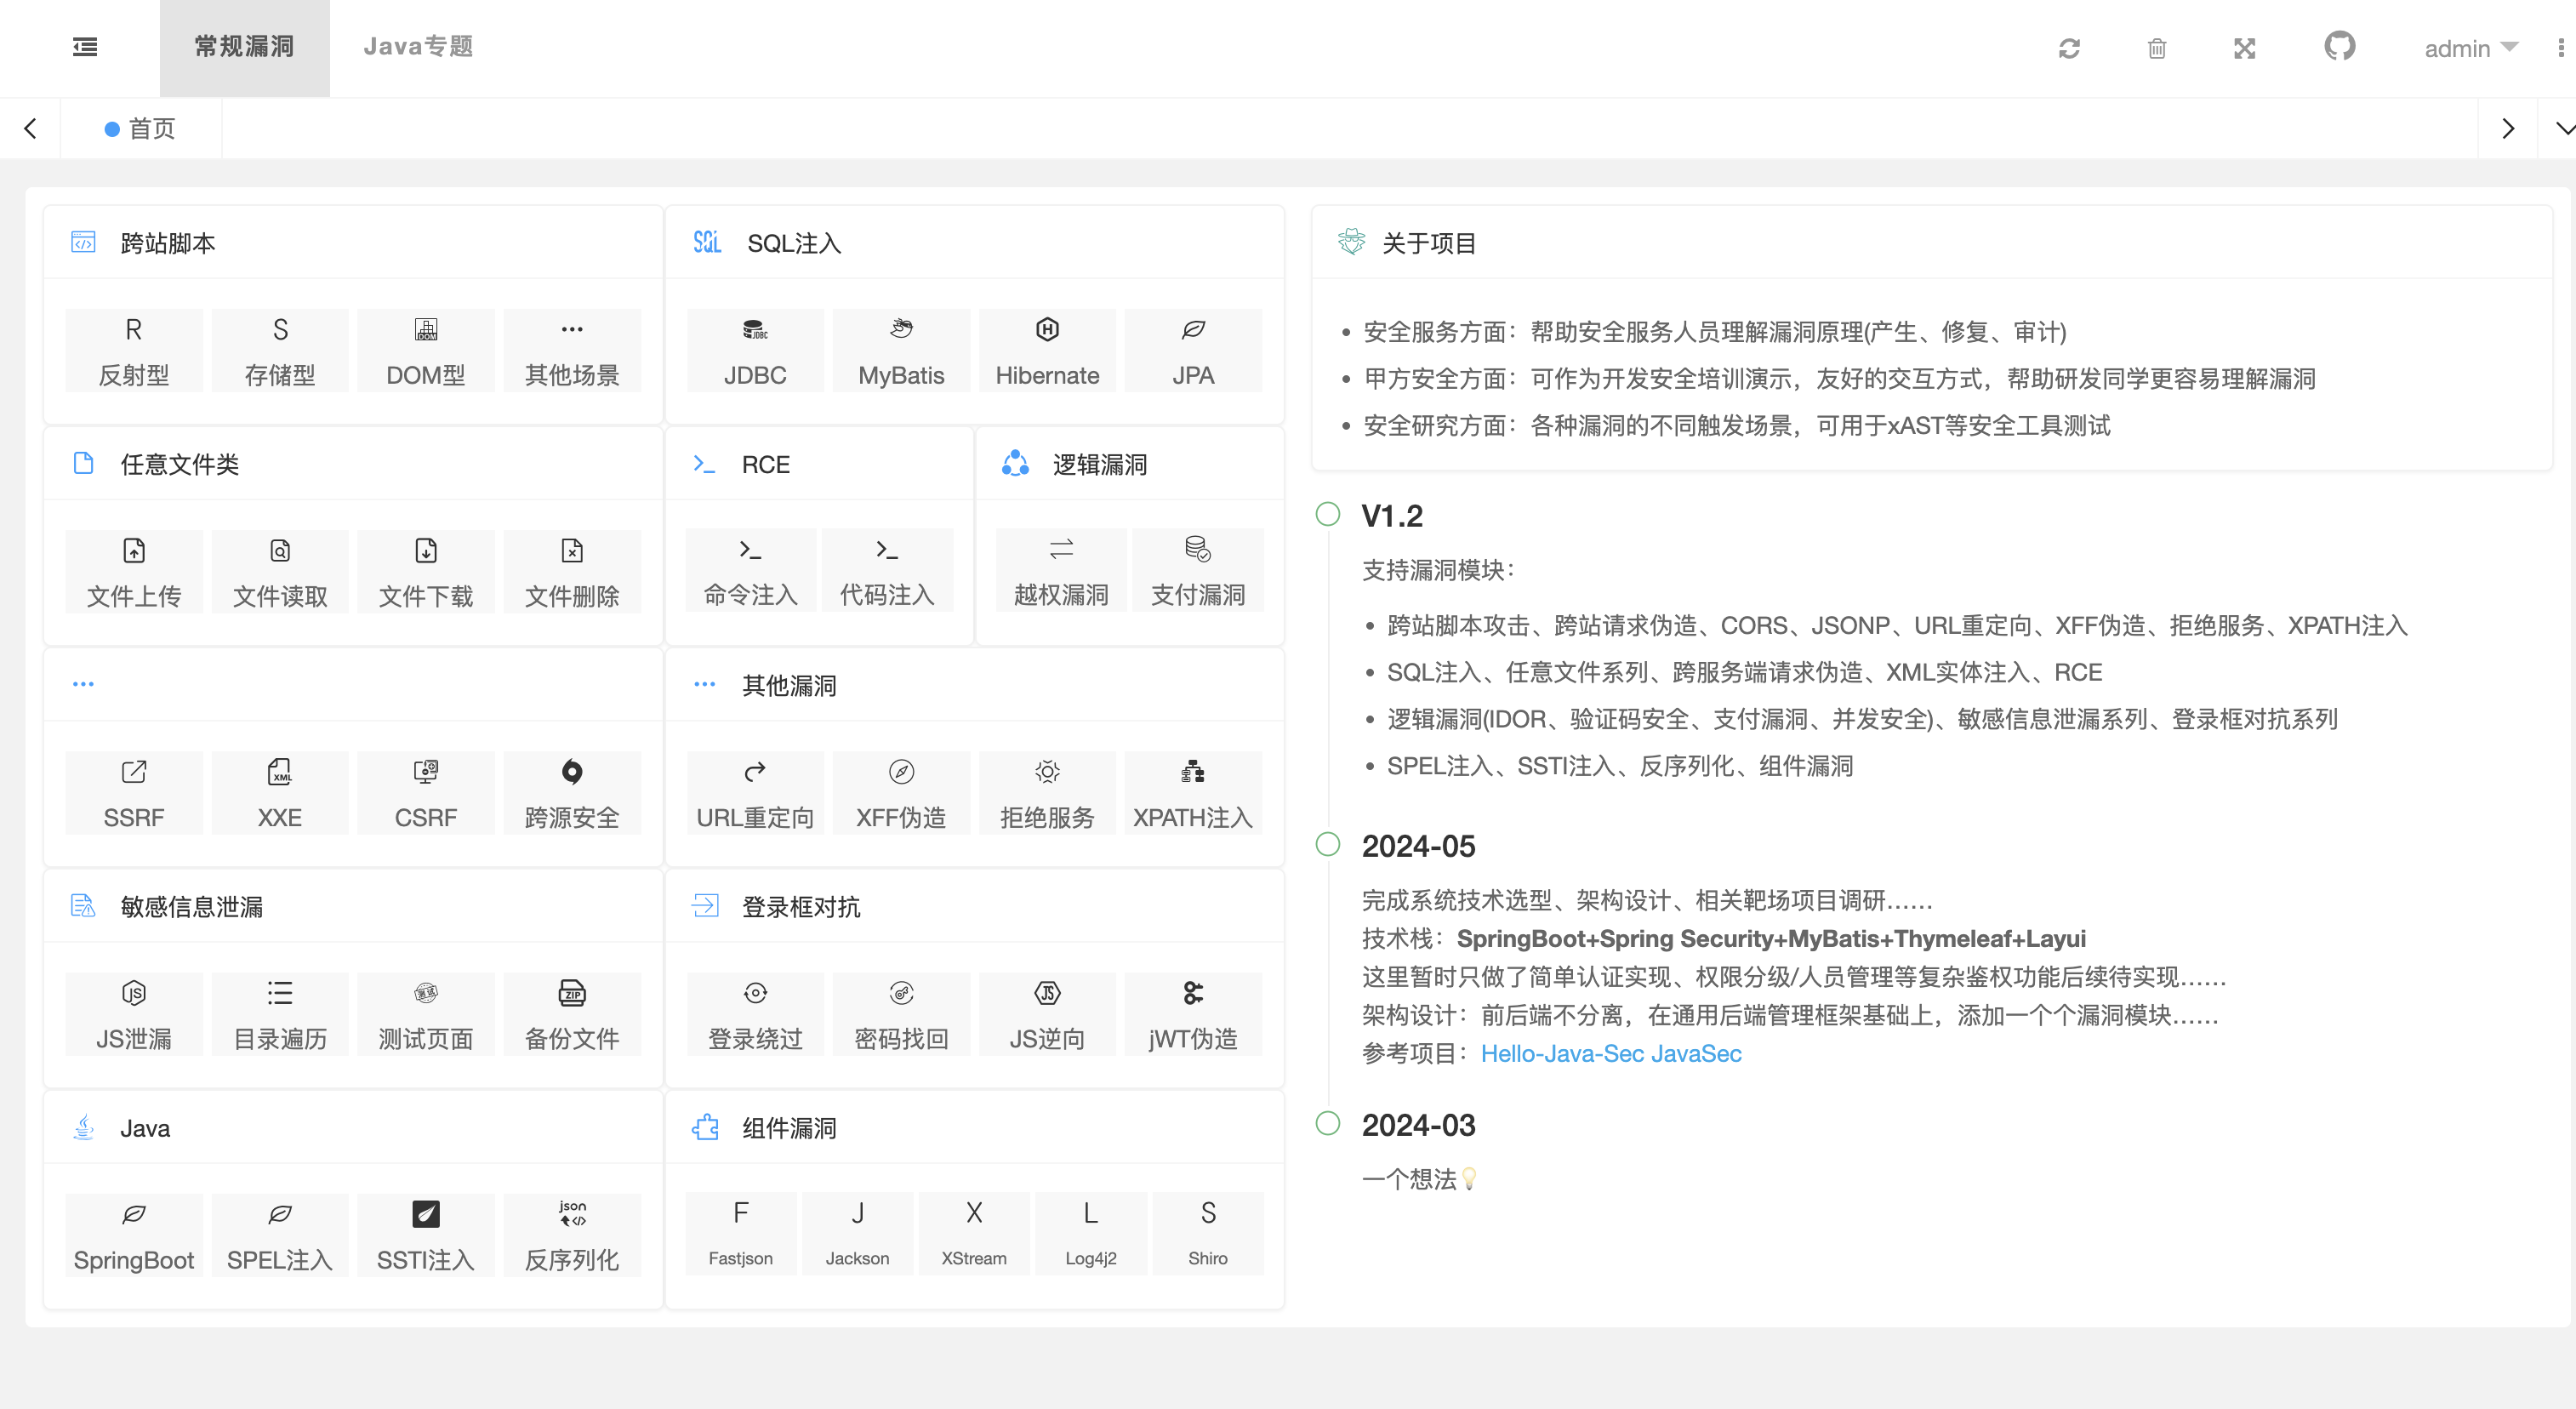 常规漏洞
Java专题
admin
首页
跨站脚本
R
反射型
S
存储型
DOM
DOM型
其他场景
SQL
SQL注入
JDBC
JDBC
MyBatis
H
Hibernate
JPA
任意文件类
文件上传
文件读取
文件下载
文件删除
RCE
命令注入
代码注入
逻辑漏洞
越权漏洞
支付漏洞
SSRF
XML
XXE
CSRF
跨源安全
其他漏洞
URL重定向
XFF伪造
拒绝服务
XPATH注入
敏感信息泄漏
JS
JS泄漏
目录遍历
测试
测试页面
ZIP
备份文件
登录框对抗
登录绕过
密码找回
JS
JS逆向
jWT伪造
Java
SpringBoot
SPEL注入
SSTI注入
json
反序列化
组件漏洞
F
Fastjson
J
Jackson
X
XStream
L
Log4j2
S
Shiro
关于项目
安全服务方面：帮助安全服务人员理解漏洞原理(产生、修复、审计)
甲方安全方面：可作为开发安全培训演示，友好的交互方式，帮助研发同学更容易理解漏洞
安全研究方面：各种漏洞的不同触发场景，可用于xAST等安全工具测试
V1.2
支持漏洞模块：
跨站脚本攻击、跨站请求伪造、CORS、JSONP、URL重定向、XFF伪造、拒绝服务、XPATH注入
SQL注入、任意文件系列、跨服务端请求伪造、XML实体注入、RCE
逻辑漏洞(IDOR、验证码安全、支付漏洞、并发安全)、敏感信息泄漏系列、登录框对抗系列
SPEL注入、SSTI注入、反序列化、组件漏洞
2024-05
完成系统技术选型、架构设计、相关靶场项目调研......
技术栈：SpringBoot+Spring Security+MyBatis+Thymeleaf+Layui
这里暂时只做了简单认证实现、权限分级/人员管理等复杂鉴权功能后续待实现......
架构设计：前后端不分离，在通用后端管理框架基础上，添加一个个漏洞模块......
参考项目：Hello-Java-Sec JavaSec
2024-03
一个想法💡